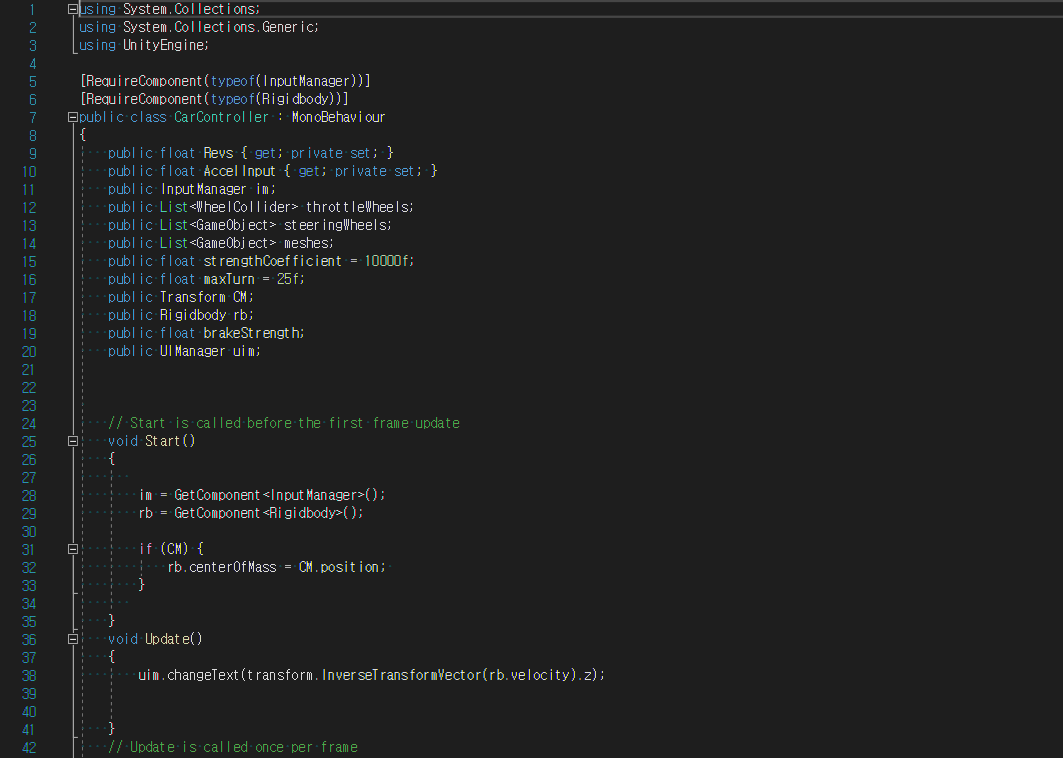 1 using System.Collections;
2 using System.Collections.Generic;
3 using UnityEngine;
4
5 [RequireComponent(typeof(InputManager))]
6 [RequireComponent(typeof(Rigidbody))]
7 public class CarController : MonoBehaviour
8 {
9 public float Revs { get; private set; }
10 public float AccelInput { get; private set; }
11 public InputManager im;
12 public List<WheelCollider> throttleWheels;
13 public List<GameObject> steeringWheels;
14 public List<GameObject> meshes;
15 public float strengthCoefficient = 10000f;
16 public float maxTurn = 25f;
17 public Transform CM;
18 public Rigidbody rb;
19 public float brakeStrength;
20 public UIManager uim;
21
22
23
24 // Start is called before the first frame update
25 void Start()
26 {
27
28 im = GetComponent<InputManager>();
29 rb = GetComponent<Rigidbody>();
30
31 if (CM) {
32 rb.centerOfMass = CM.position;
33 }
34
35 }
36 void Update()
37 {
38 uim.changeText(transform.InverseTransformVector(rb.velocity).z);
39
40
41 }
42 // Update is called once per frame